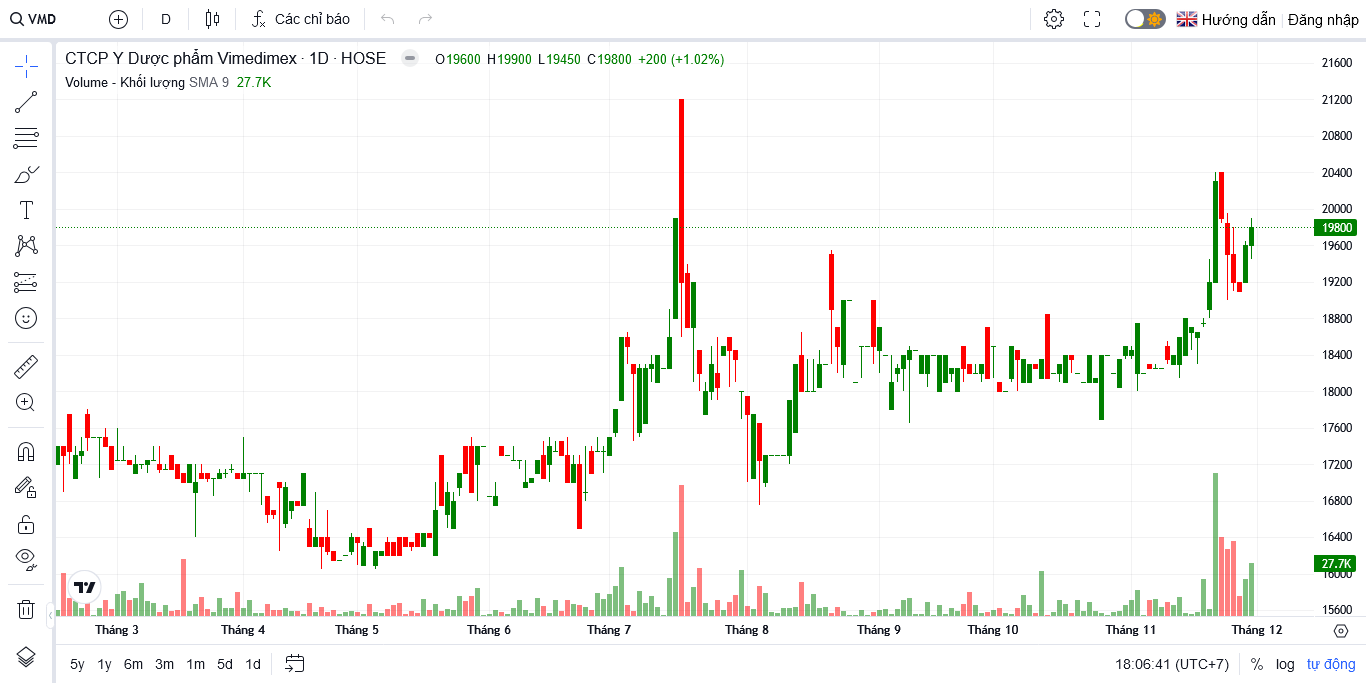 VMD D Các chỉ báo Hướng dẫn Đăng nhập
CTCP Y Dược phẩm Vimedimex · 1D · HOSE O19600 H19900 L19450 C19800 +200 (+1.02%)
Volume - Khối lượng SMA 9 27.7K
21600
21200
20800
20400
20000
19800
19600
19200
18800
18400
18000
17600
17200
16800
16400
27.7K
16000
15600
Tháng 3 Tháng 4 Tháng 5 Tháng 6 Tháng 7 Tháng 8 Tháng 9 Tháng 10 Tháng 11 Tháng 12
5y 1y 6m 3m 1m 5d 1d 18:06:41 (UTC+7) % log tự động